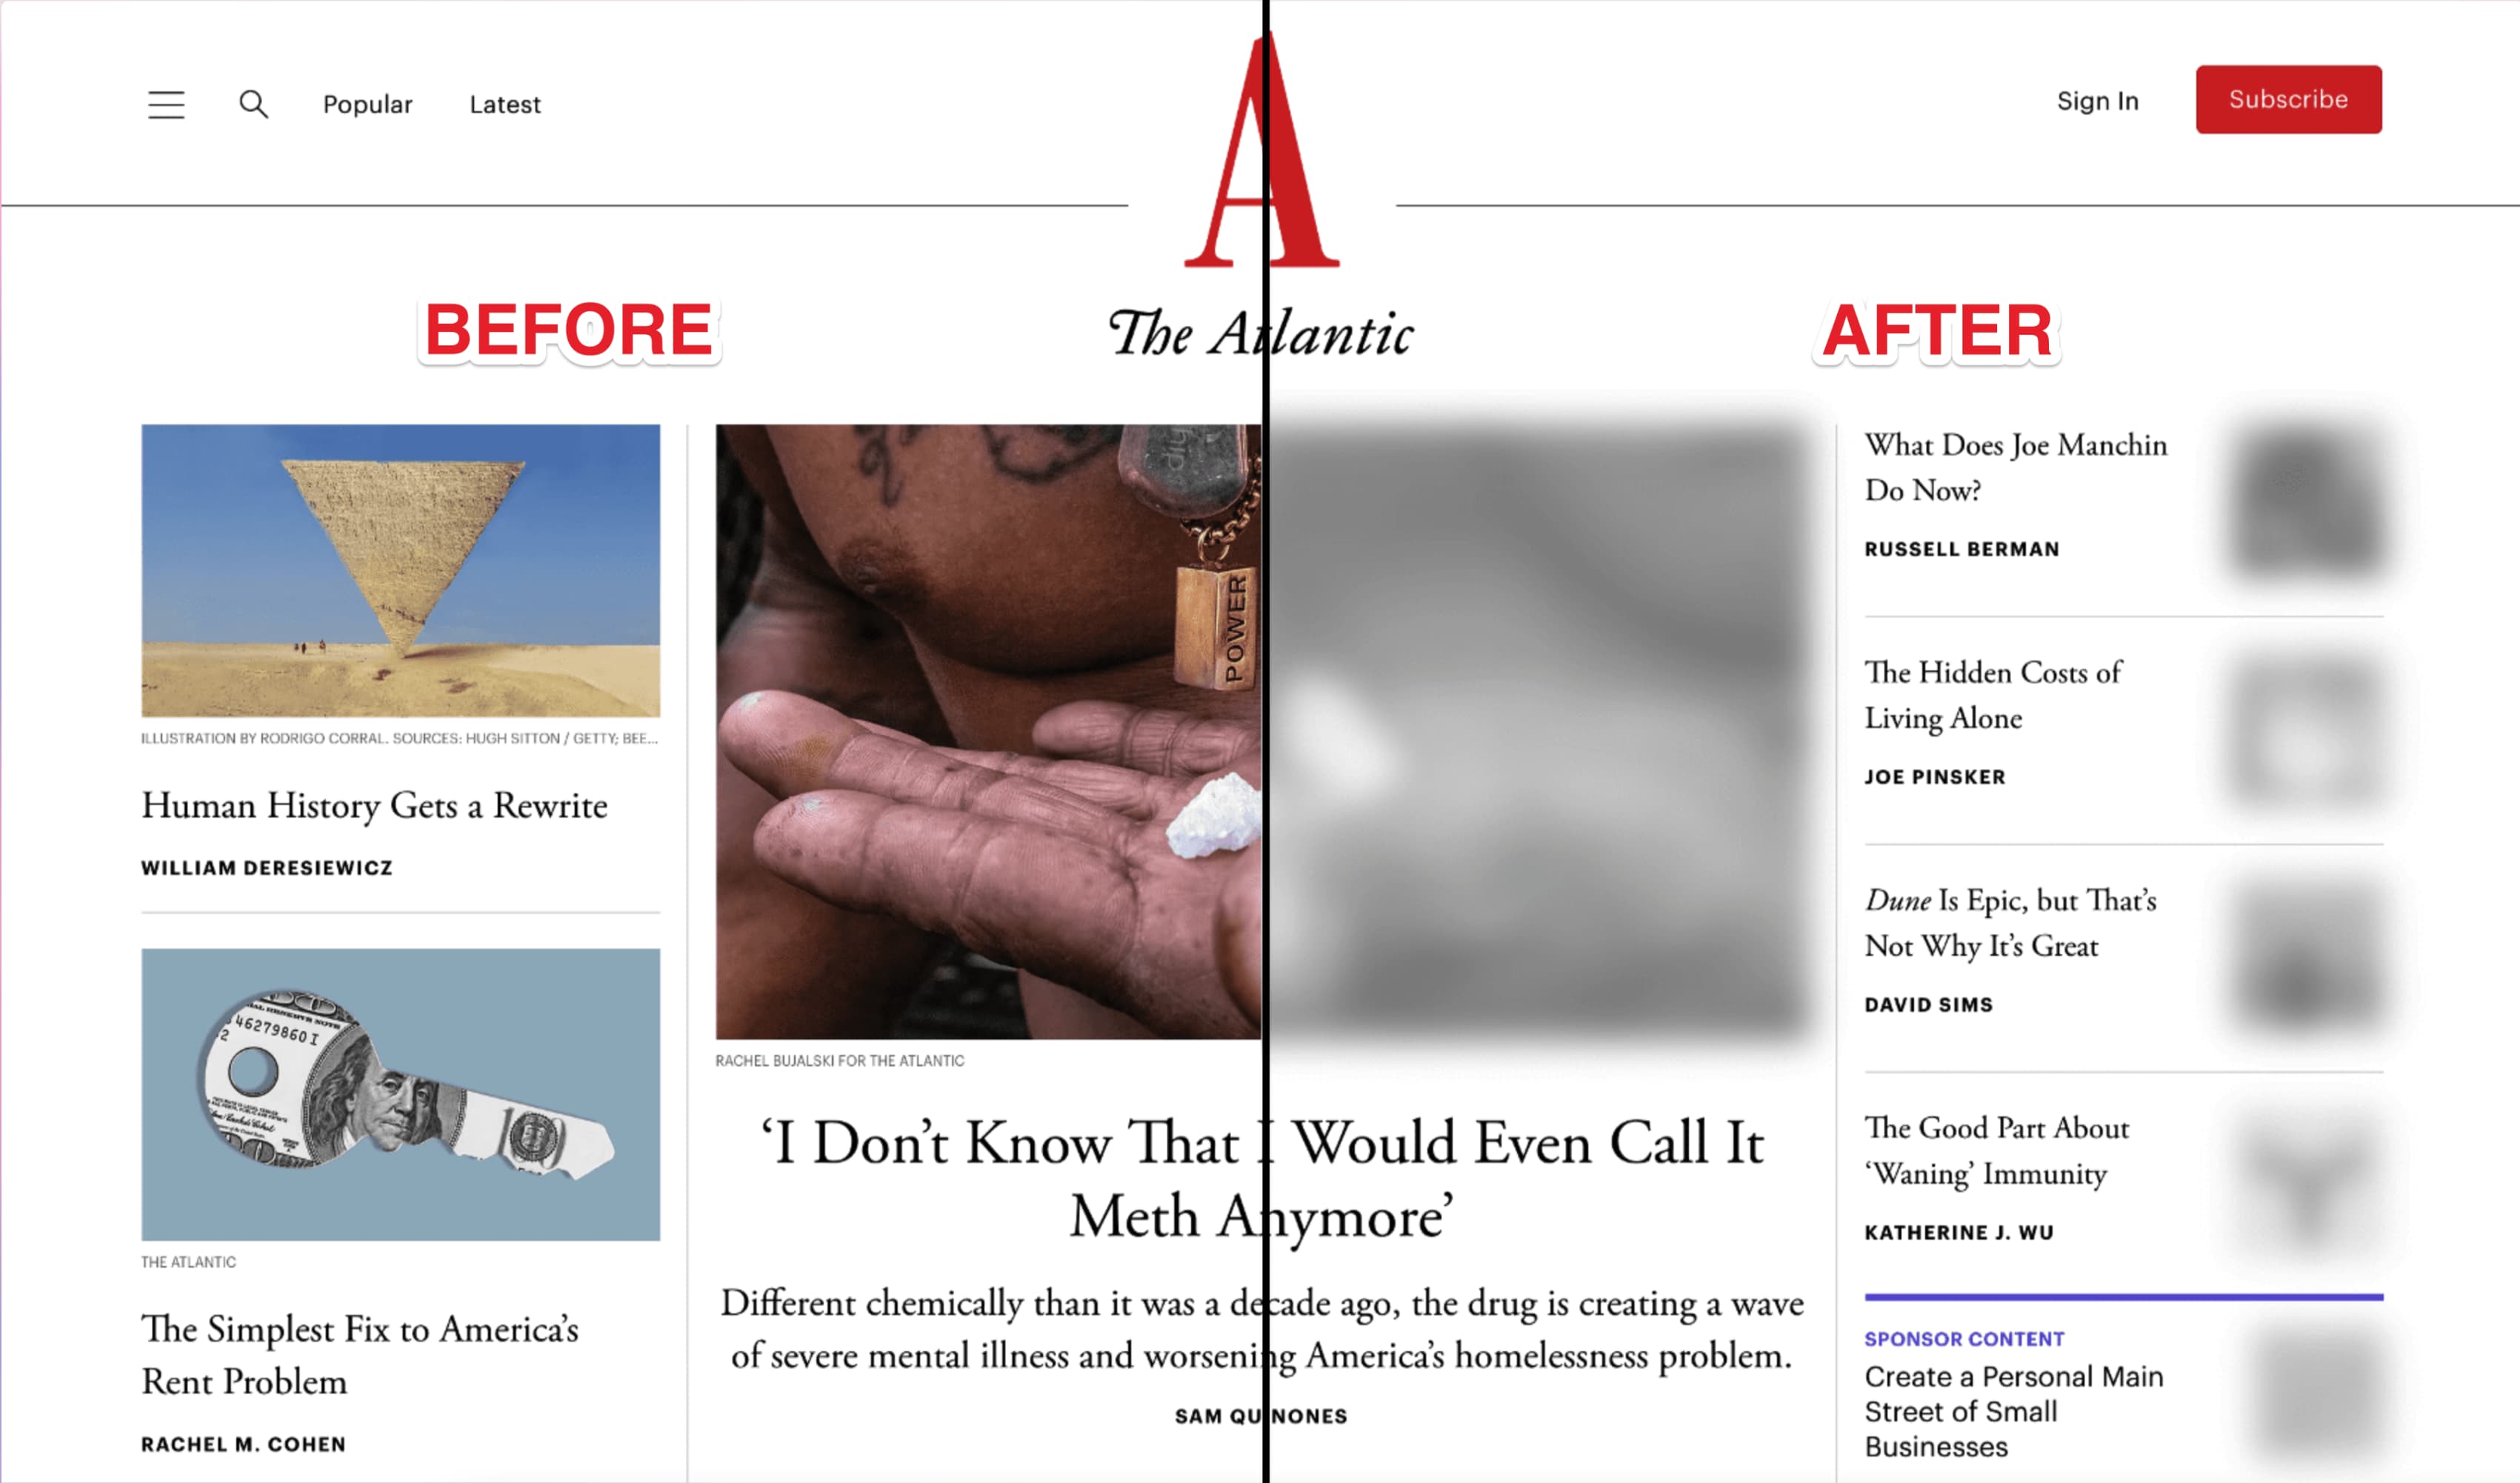 Popular
Latest
A
Sign In
Subscribe
BEFORE
The Atlantic
AFTER
ILLUSTRATION BY RODRIGO CORRAL. SOURCES: HUGH SITTON / GETTY; BEE...
Human History Gets a Rewrite
WILLIAM DERESIEWICZ
46279860 I
THE ATLANTIC
The Simplest Fix to America’s
Rent Problem
RACHEL M. COHEN
POWER
RACHEL BUJALSKI FOR THE ATLANTIC
‘I Don’t Know That I Would Even Call It
Meth Anymore’
Different chemically than it was a decade ago, the drug is creating a wave
of severe mental illness and worsening America’s homelessness problem.
SAM QUINONES
What Does Joe Manchin
Do Now?
RUSSELL BERMAN
The Hidden Costs of
Living Alone
JOE PINSKER
Dune Is Epic, but That’s
Not Why It’s Great
DAVID SIMS
The Good Part About
‘Waning’ Immunity
KATHERINE J. WU
SPONSOR CONTENT
Create a Personal Main
Street of Small
Businesses